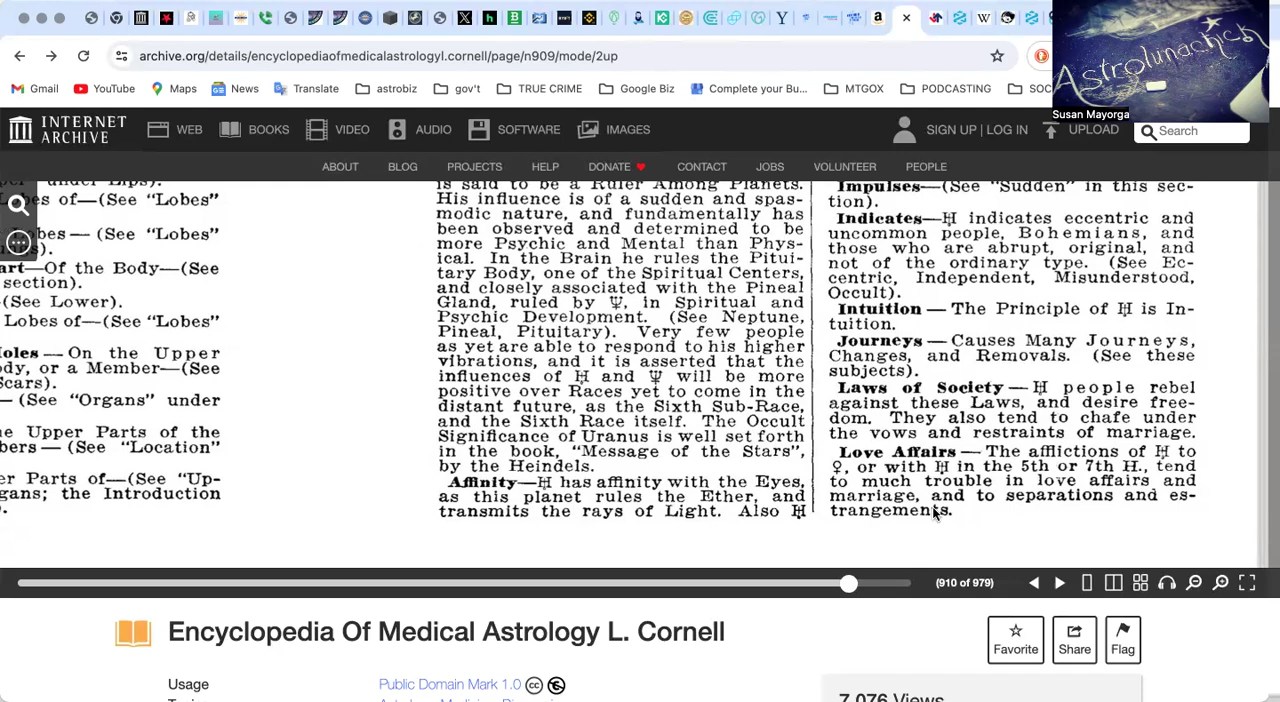 archive.org/details/encyclopediaofmedicalastrologyl.cornell/page/n909/mode/2up
Gmail
YouTube
Maps
News
Translate
astrobiz
gov't
TRUE CRIME
Google Biz
Complete your Bu...
MTGOX
PODCASTING
SOC
Astrolunachick
Susan Mayorga
INTERNET
ARCHIVE
WEB
BOOKS
VIDEO
AUDIO
SOFTWARE
IMAGES
SIGN UP | LOG IN
UPLOAD
Search
ABOUT
BLOG
PROJECTS
HELP
DONATE
CONTACT
JOBS
VOLUNTEER
PEOPLE
under Lips).
obes of—(See "Lobes"
obes— (See "Lobes"
art—Of the Body—(See
section).
(See Lower).
Lobes of—(See "Lobes"
Moles — On the Upper
ody, or a Member—(See
Scars).
— (See "Organs" under
he Upper Parts of the
bers— (See "Location"
er Parts of—(See "Up-
gans; the Introduction
).
is said to be a Ruler Among Planets.
His influence is of a sudden and spas-
modic nature, and fundamentally has
been observed and determined to be
more Psychic and Mental than Phys-
ical. In the Brain he rules the Pitui-
tary Body, one of the Spiritual Centers,
and closely associated with the Pineal
Gland, ruled by ♆, in Spiritual and
Psychic Development. (See Neptune,
Pineal, Pituitary). Very few people
as yet are able to respond to his higher
vibrations, and it is asserted that the
influences of ♅ and ♆ will be more
positive over Races yet to come in the
distant future, as the Sixth Sub-Race,
and the Sixth Race itself. The Occult
Significance of Uranus is well set forth
in the book, "Message of the Stars",
by the Heindels.
Affinity—♅ has affinity with the Eyes,
as this planet rules the Ether, and
transmits the rays of Light. Also ♅
Impulses—(See "Sudden" in this sec-
tion).
Indicates—♅ indicates eccentric and
uncommon people, Bohemians, and
those who are abrupt, original, and
not of the ordinary type. (See Ec-
centric, Independent, Misunderstood,
Occult).
Intuition — The Principle of ♅ is In-
tuition.
Journeys — Causes Many Journeys,
Changes, and Removals. (See these
subjects).
Laws of Society — ♅ people rebel
against these Laws, and desire free-
dom. They also tend to chafe under
the vows and restraints of marriage.
Love Affairs — The afflictions of ♅ to
♀, or with ♅ in the 5th or 7th H., tend
to much trouble in love affairs and
marriage, and to separations and es-
trangements.
(910 of 979)
Encyclopedia Of Medical Astrology L. Cornell
Favorite
Share
Flag
Usage
Public Domain Mark 1.0
7,076 Views